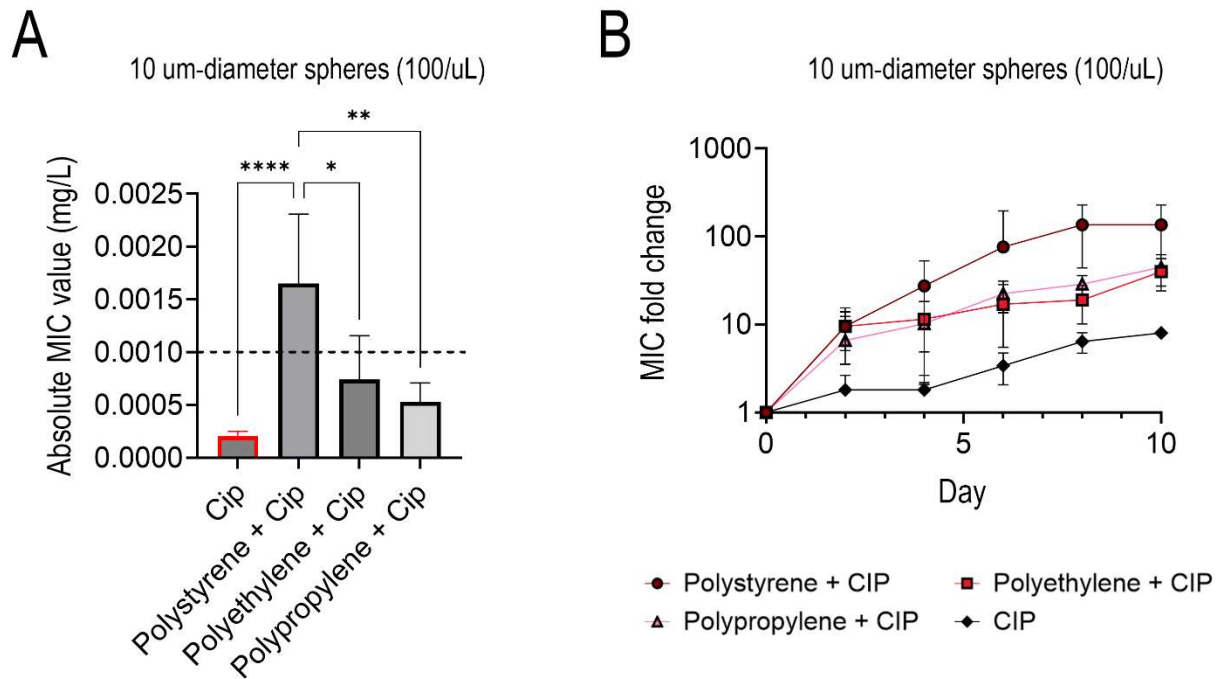 A
10 um-diameter spheres (100/uL)
**
****
*
Absolute MIC value (mg/L)
0.0025
0.0020
0.0015
0.0010
0.0005
0.0000
Cip
Polystyrene + Cip
Polyethylene + Cip
Polypropylene + Cip
B
10 um-diameter spheres (100/uL)
MIC fold change
1000
100
10
1
0
5
10
Day
Polystyrene + CIP
Polyethylene + CIP
Polypropylene + CIP
CIP